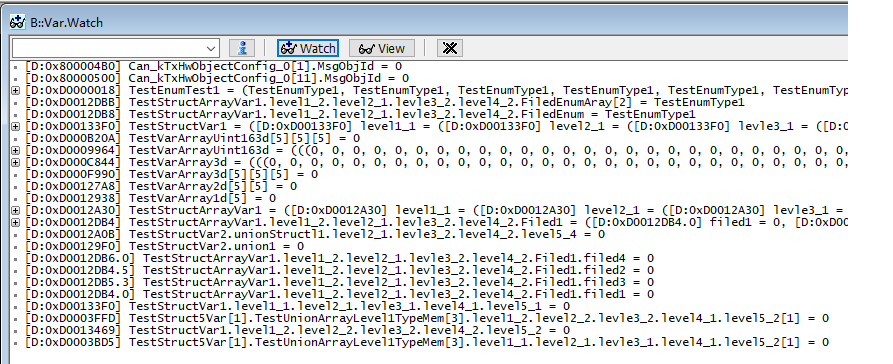 B::Var.Watch
Watch View
[D:0x800004B0] Can_kTxHwObjectConfig_0[1].MsgObjId = 0
[D:0x80000500] Can_kTxHwObjectConfig_0[11].MsgObjId = 0
[D:0xD0000018] TestEnumTest1 = (TestEnumType1, TestEnumType1, TestEnumType1, TestEnumType1, TestEnumType1, TestEnumTyp
[D:0xD0012DBB] TestStructArrayVar1.level1_2.level2_1.levle3_2.level4_2.FiledEnumAray[2] = TestEnumType1
[D:0xD0012DB8] TestStructArrayVar1.level1_2.level2_1.levle3_2.level4_2.FiledEnum = TestEnumType1
[D:0xD00133F0] TestStructVar1 = ([D:0xD00133F0] level1_1 = ([D:0xD00133F0] level2_1 = ([D:0xD00133F0] levle3_1 = ([D:0
[D:0xD000B20A] TestVarArrayUint163d[5][5][5] = 0
[D:0xD0009964] TestVarArrayUint163d = (((0, 0, 0, 0, 0, 0, 0, 0, 0, 0, 0, 0, 0, 0, 0, 0, 0, 0, 0, 0, 0, 0, 0, 0, 0, 0,
[D:0xD000C844] TestVarArray3d = (((0, 0, 0, 0, 0, 0, 0, 0, 0, 0, 0, 0, 0, 0, 0, 0, 0, 0, 0, 0, 0, 0, 0, 0, 0, 0, 0, 0,
[D:0xD000F990] TestVarArray3d[5][5][5] = 0
[D:0xD00127A8] TestVarArray2d[5][5] = 0
[D:0xD0012938] TestVarArray1d[5] = 0
[D:0xD0012A30] TestStructArrayVar1 = ([D:0xD0012A30] level1_1 = ([D:0xD0012A30] level2_1 = ([D:0xD0012A30] levle3_1 =
[D:0xD0012DB4] TestStructArrayVar1.level1_2.level2_1.levle3_2.level4_2.Filed1 = ([D:0xD0012DB4.0] filed1 = 0, [D:0xD00
[D:0xD0012A0B] TestStructVar2.unionStructl1.level2_1.levle3_2.level4_2.level5_4 = 0
[D:0xD00129F0] TestStructVar2.union1 = 0
[D:0xD0012DB6.0] TestStructArrayVar1.level1_2.level2_1.levle3_2.level4_2.Filed1.filed4 = 0
[D:0xD0012DB4.5] TestStructArrayVar1.level1_2.level2_1.levle3_2.level4_2.Filed1.filed2 = 0
[D:0xD0012DB5.3] TestStructArrayVar1.level1_2.level2_1.levle3_2.level4_2.Filed1.filed3 = 0
[D:0xD0012DB4.0] TestStructArrayVar1.level1_2.level2_1.levle3_2.level4_2.Filed1.filed1 = 0
[D:0xD00133F0] TestStructVar1.level1_1.level2_1.levle3_1.level4_1.level5_1 = 0
[D:0xD0003FFD] TestStruct5Var[1].TestUnionArrayLevel1TypeMem[3].level1_2.level2_2.levle3_2.level4_1.level5_2[1] = 0
[D:0xD0013469] TestStructVar1.level1_2.level2_2.levle3_2.level4_2.level5_2 = 0
[D:0xD0003BD5] TestStruct5Var[1].TestUnionArrayLevel1TypeMem[3].level1_1.level2_1.levle3_1.level4_1.level5_2[1] = 0